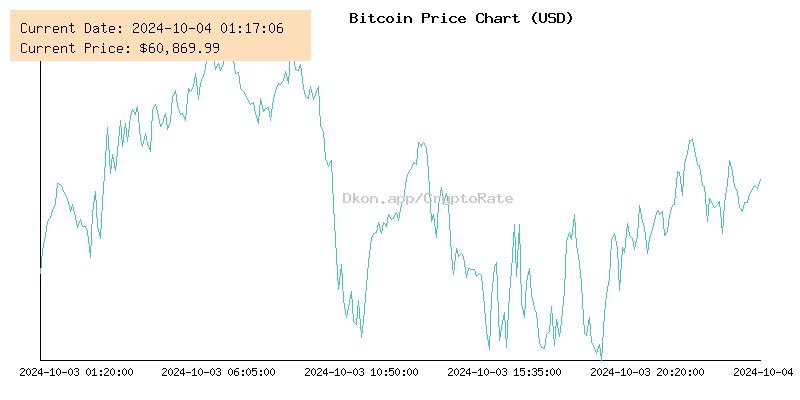 Bitcoin Price Chart (USD)
Current Date: 2024-10-04 01:17:06
Current Price: $60,869.99
Dkon.app/CryptoRate
2024-10-03 01:20:00 2024-10-03 06:05:00 2024-10-03 10:50:00 2024-10-03 15:35:00 2024-10-03 20:20:00 2024-10-04